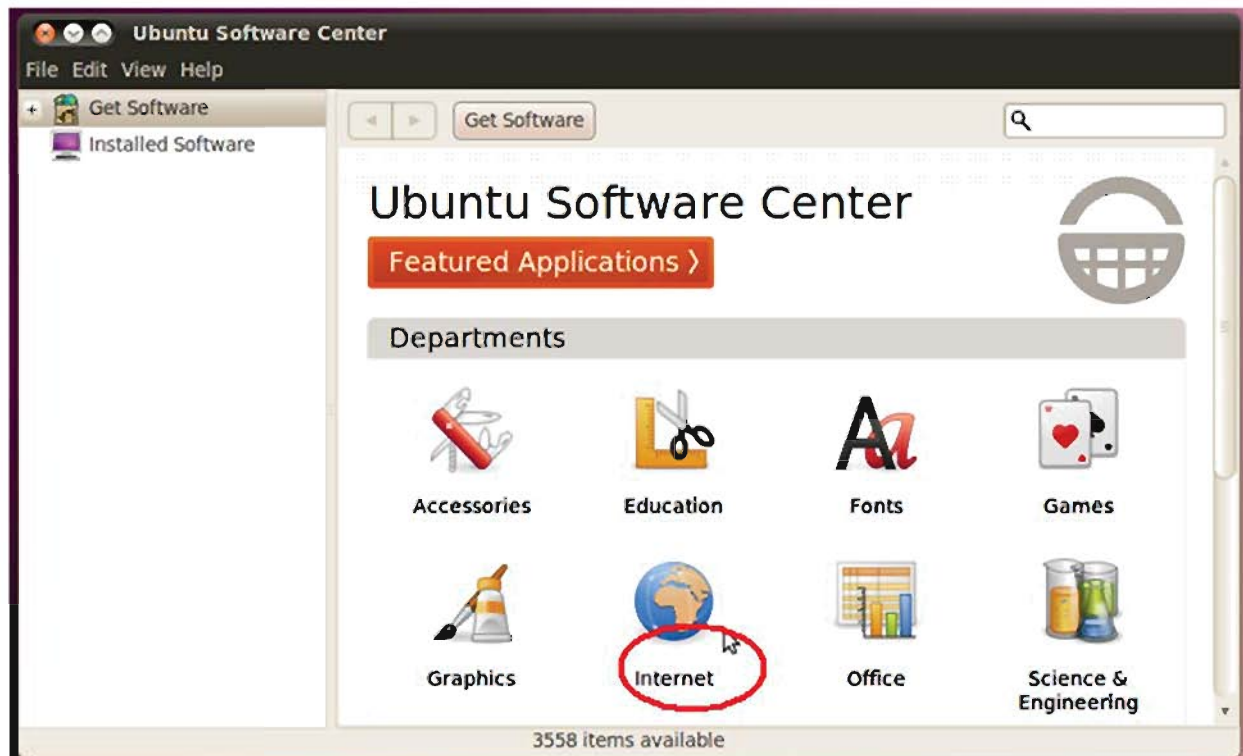 Ubuntu Software Center
File Edit View Help
Get Software
Installed Software
Get Software
Ubuntu Software Center
Featured Applications >
Departments
Accessories
Education
Fonts
Games
Graphics
Internet
Office
Science &
Engineering
3558 items available